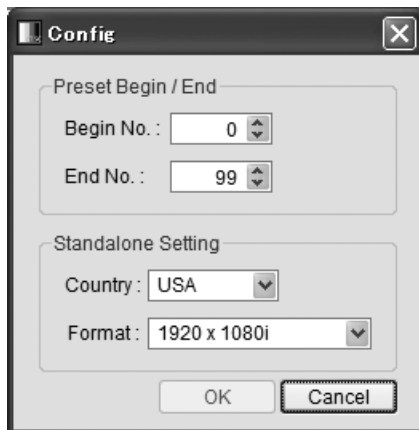 Config
Preset Begin / End
Begin No. : 0
End No. : 99
Standalone Setting
Country : USA
Format : 1920 x 1080i
OK Cancel